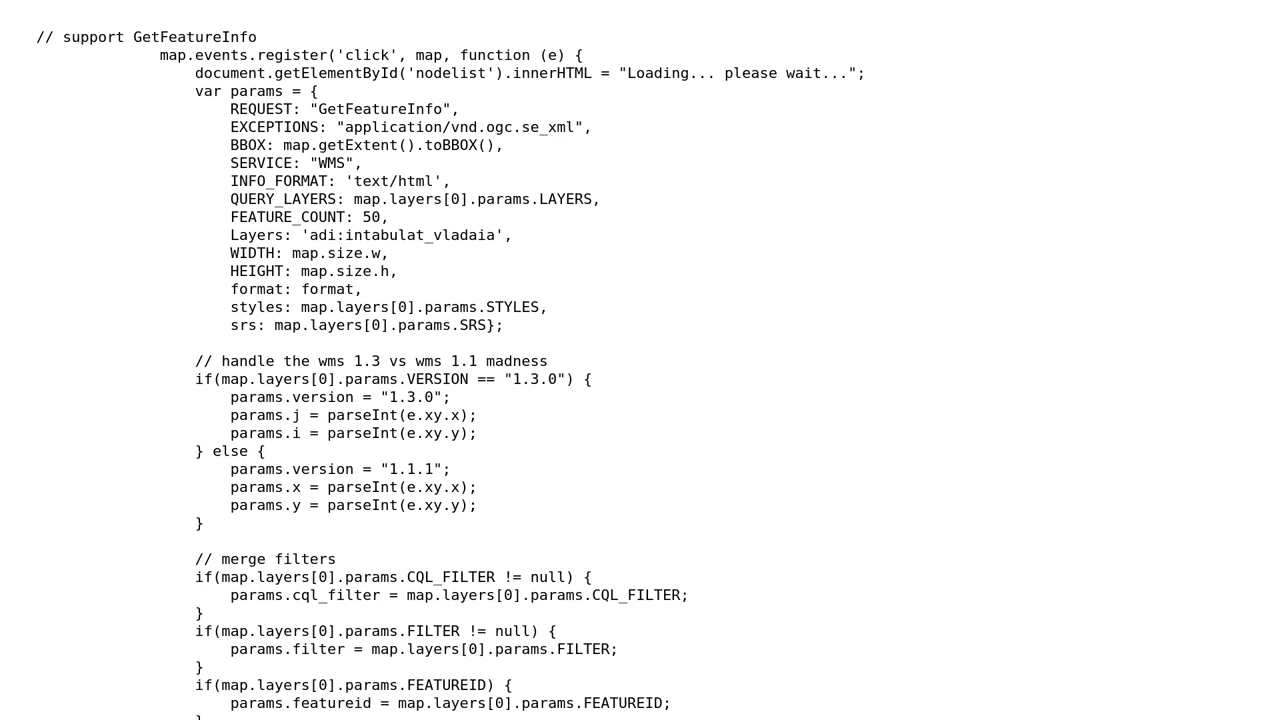 // support GetFeatureInfo
map.events.register('click', map, function (e) {
document.getElementById('nodelist').innerHTML = "Loading... please wait...";
var params = {
REQUEST: "GetFeatureInfo",
EXCEPTIONS: "application/vnd.ogc.se_xml",
BBOX: map.getExtent().toBBOX(),
SERVICE: "WMS",
INFO_FORMAT: 'text/html',
QUERY_LAYERS: map.layers[0].params.LAYERS,
FEATURE_COUNT: 50,
Layers: 'adi:intabulat_vladaia',
WIDTH: map.size.w,
HEIGHT: map.size.h,
format: format,
styles: map.layers[0].params.STYLES,
srs: map.layers[0].params.SRS};
// handle the wms 1.3 vs wms 1.1 madness
if(map.layers[0].params.VERSION == "1.3.0") {
params.version = "1.3.0";
params.j = parseInt(e.xy.x);
params.i = parseInt(e.xy.y);
} else {
params.version = "1.1.1";
params.x = parseInt(e.xy.x);
params.y = parseInt(e.xy.y);
}
// merge filters
if(map.layers[0].params.CQL_FILTER != null) {
params.cql_filter = map.layers[0].params.CQL_FILTER;
}
if(map.layers[0].params.FILTER != null) {
params.filter = map.layers[0].params.FILTER;
}
if(map.layers[0].params.FEATUREID) {
params.featureid = map.layers[0].params.FEATUREID;
}